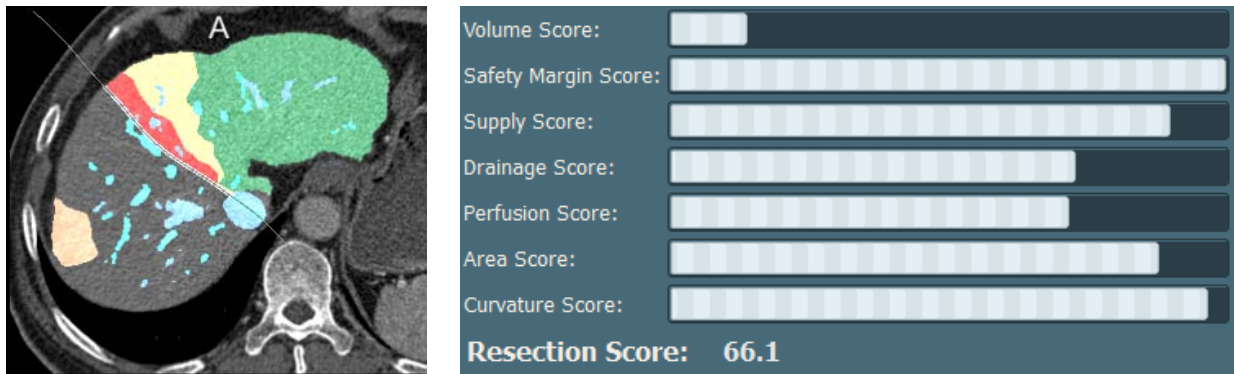 A
Volume Score:
Safety Margin Score:
Supply Score:
Drainage Score:
Perfusion Score:
Area Score:
Curvature Score:
Resection Score: 66.1